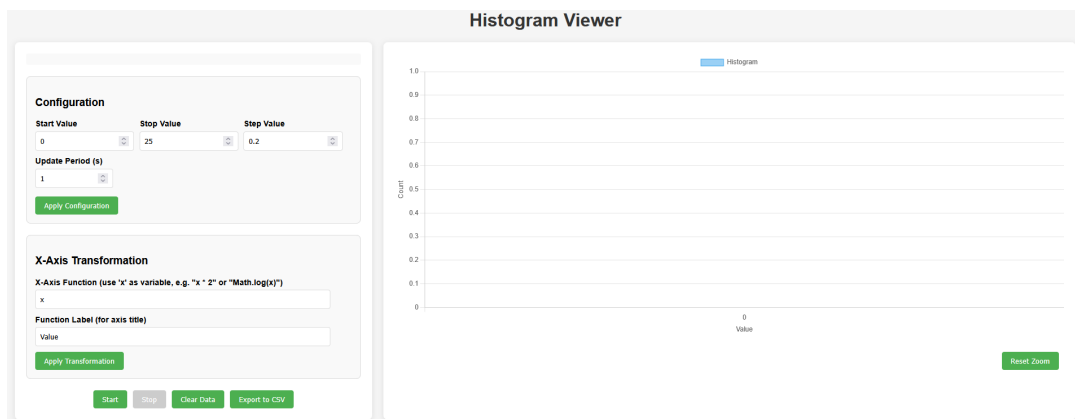 Histogram Viewer
Configuration
Start Value Stop Value Step Value
0 25 0.2
Update Period (s)
1
Apply Configuration
X-Axis Transformation
X-Axis Function (use 'x' as variable, e.g. "x * 2" or "Math.log(x)")
x
Function Label (for axis title)
Value
Apply Transformation
Start Stop Clear Data Export to CSV
Histogram
1.0
0.9
0.8
0.7
0.6
0.5
0.4
0.3
0.2
0.1
0
Count
0
Value
Reset Zoom